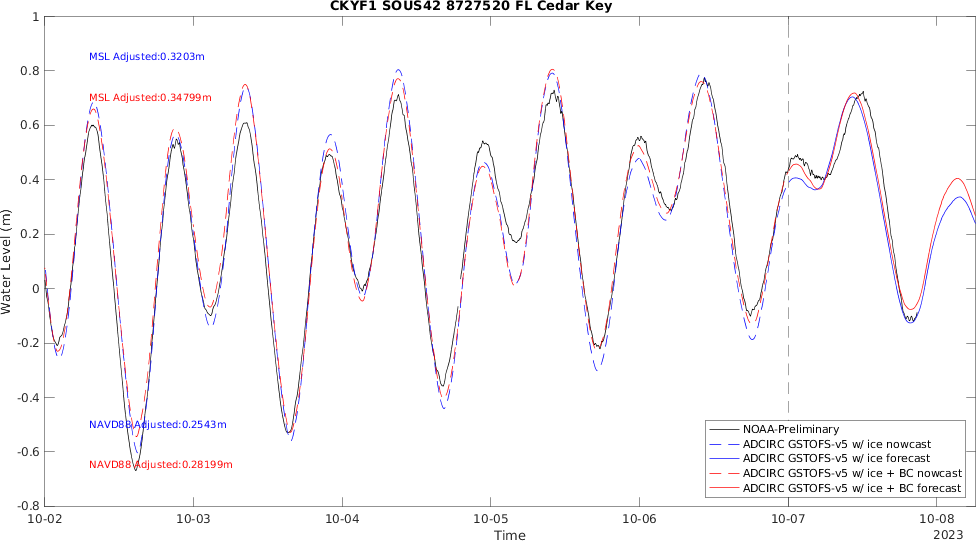 CKYF1 SOUS42 8727520 FL Cedar Key
1
0.8
0.6
0.4
0.2
0
-0.2
-0.4
-0.6
-0.8
Water Level (m)
MSL Adjusted:0.3203m
MSL Adjusted:0.34799m
NAVD88 Adjusted:0.2543m
NAVD88 Adjusted:0.28199m
NOAA-Preliminary
ADCIRC GSTOFS-v5 w/ ice nowcast
ADCIRC GSTOFS-v5 w/ ice forecast
ADCIRC GSTOFS-v5 w/ ice + BC nowcast
ADCIRC GSTOFS-v5 w/ ice + BC forecast
10-02 10-03 10-04 10-05 10-06 10-07 10-08
Time
2023